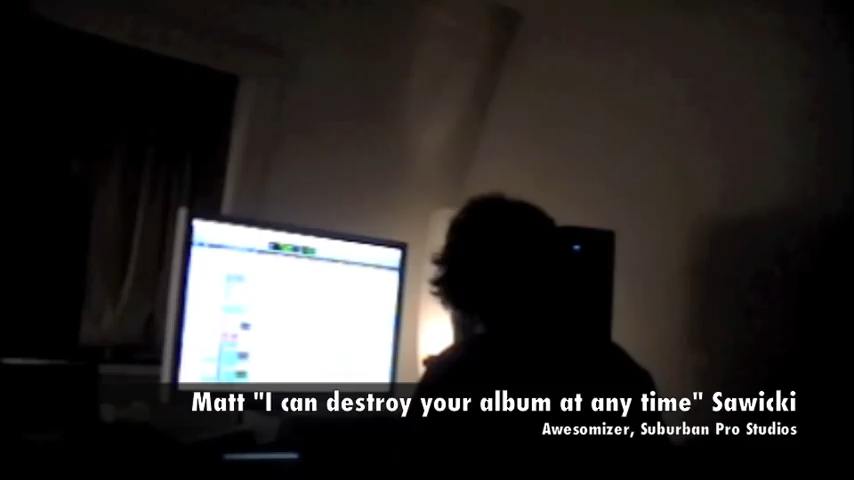 Matt "I can destroy your album at any time" Sawicki
Awesomizer, Suburban Pro Studios